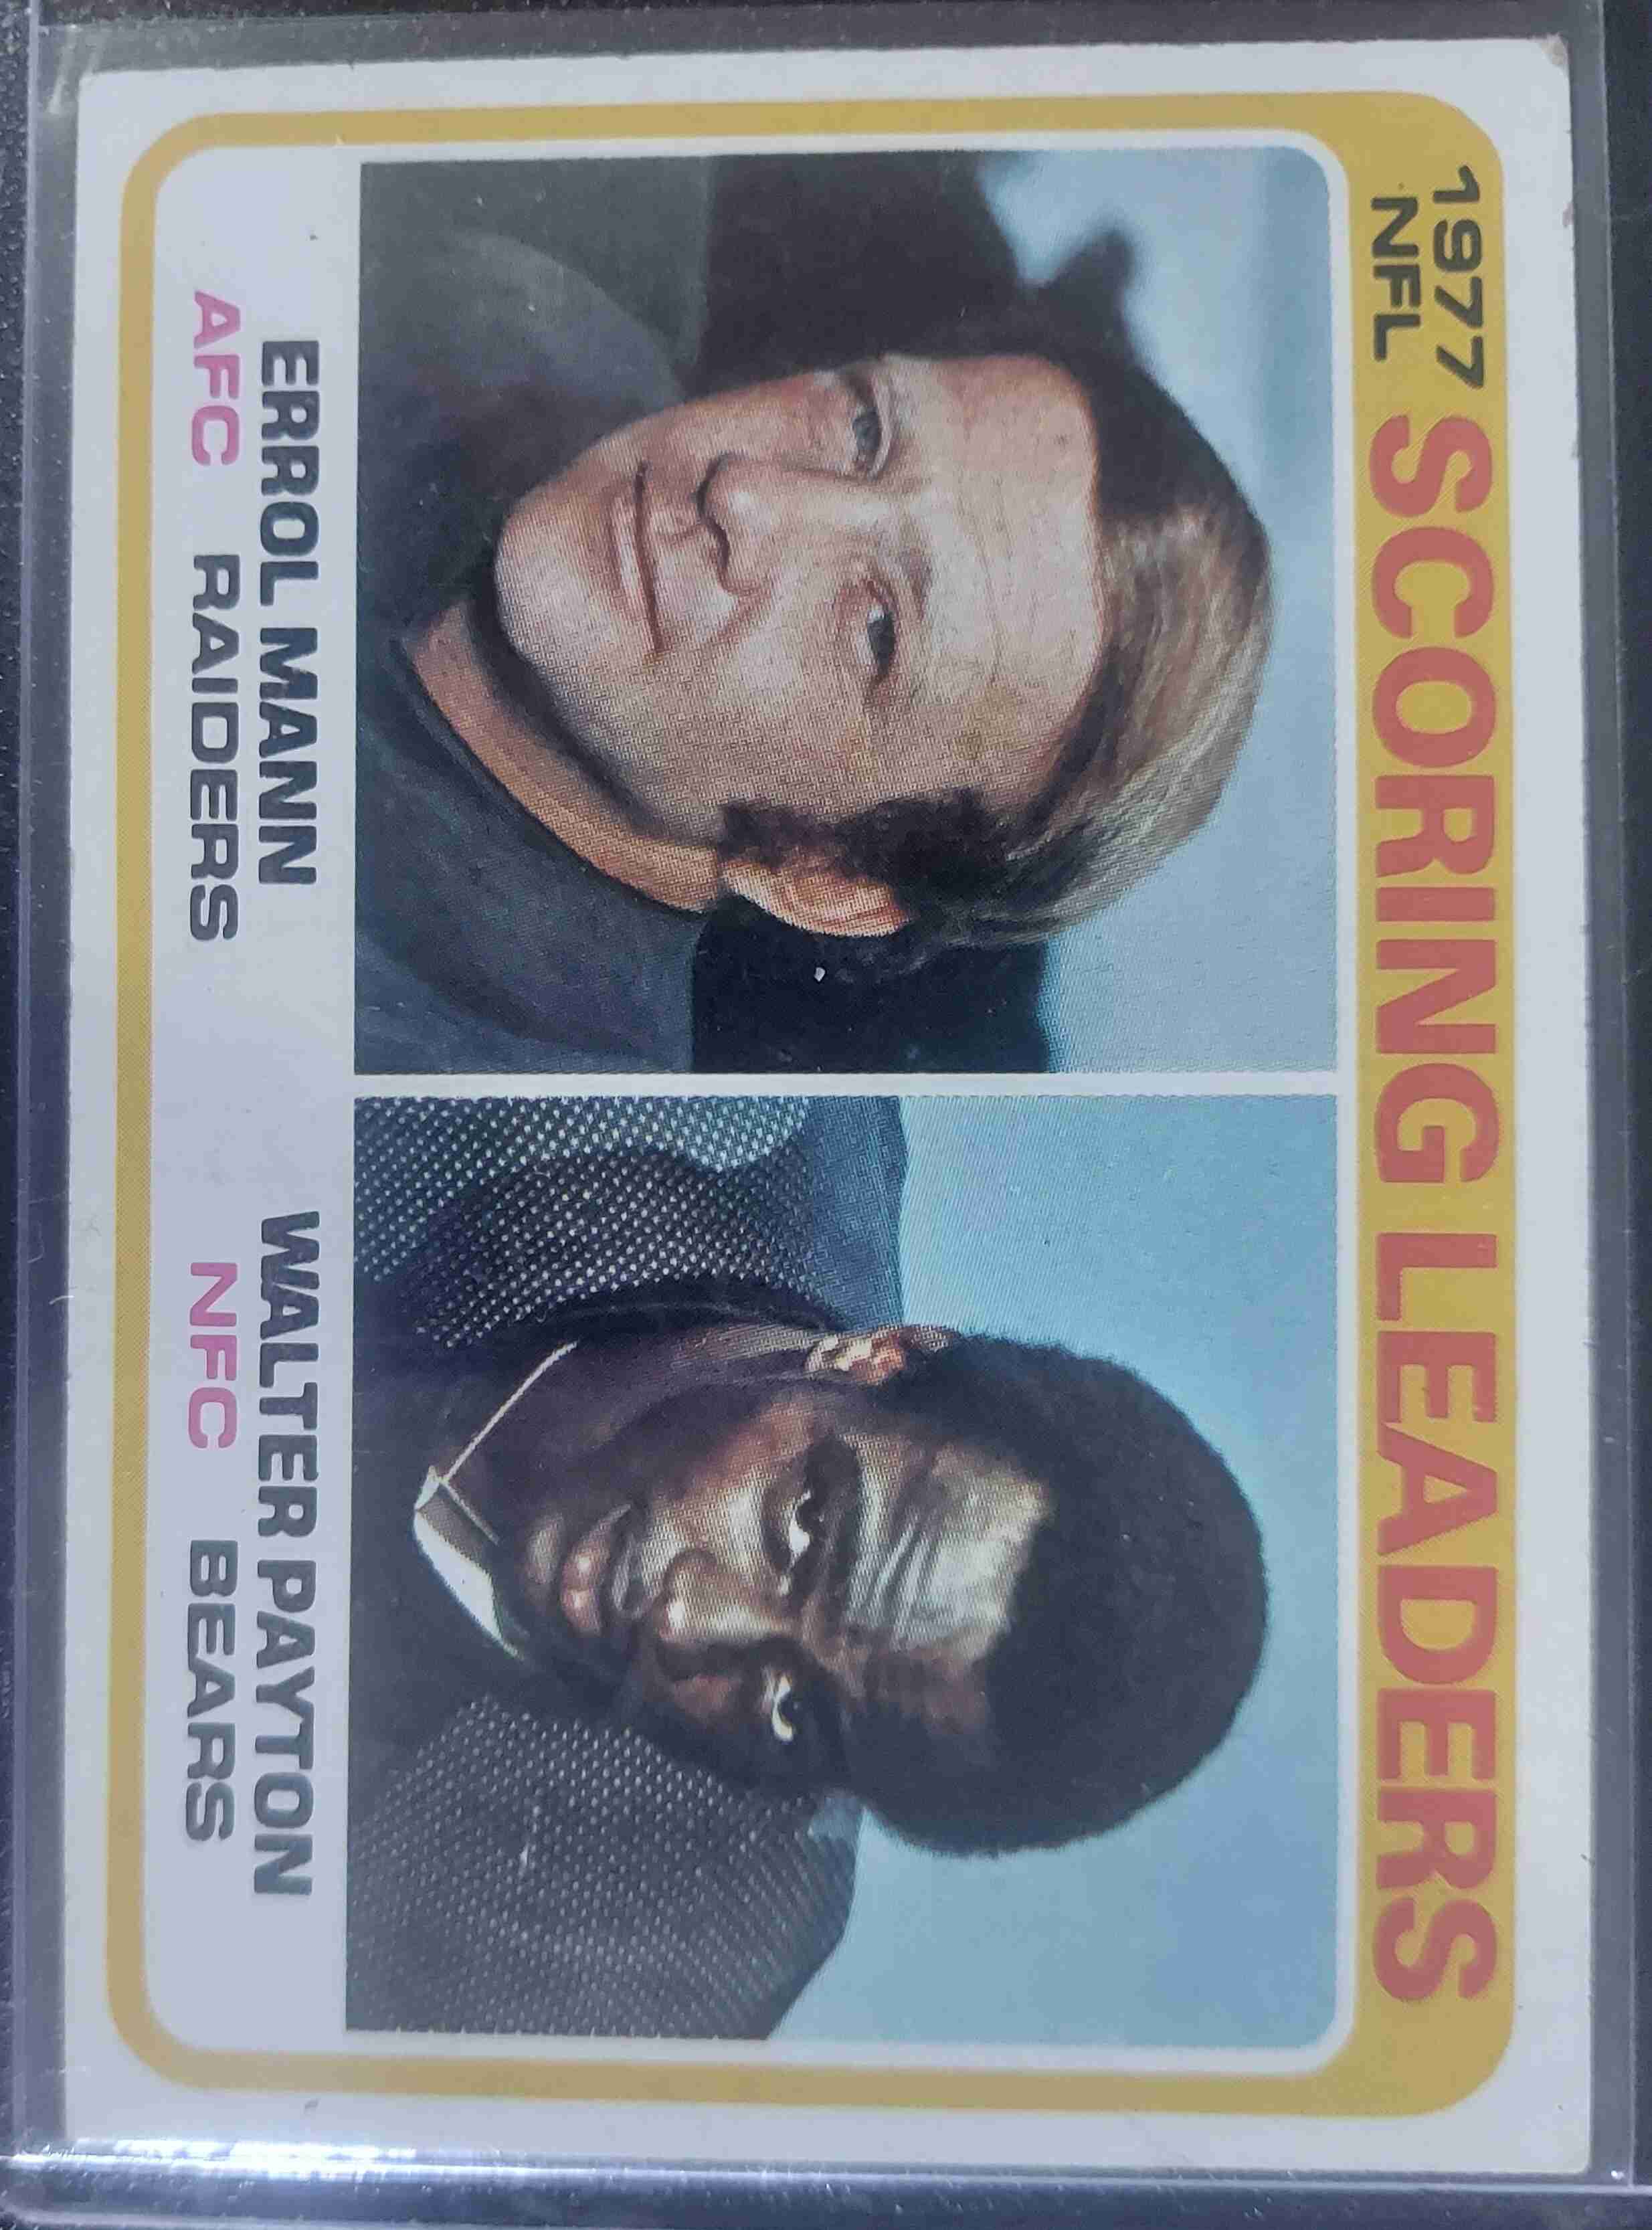 1977
NFL
SCORING LEADERS
ERROL MANN
AFC RAIDERS
WALTER PAYTON
NFC BEARS